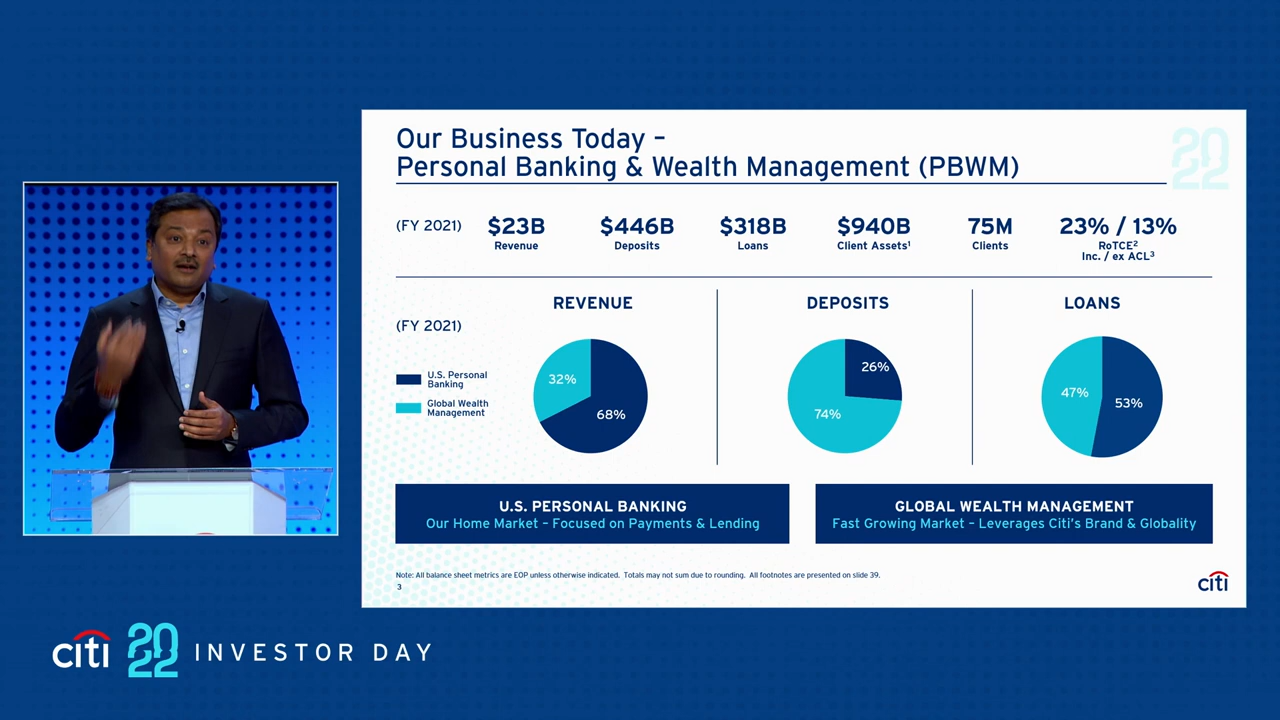 Our Business Today –
Personal Banking & Wealth Management (PBWM)
2022
(FY 2021)
$23B
Revenue
$446B
Deposits
$318B
Loans
$940B
Client Assets¹
75M
Clients
23% / 13%
RoTCE²
Inc. / ex ACL³
(FY 2021)
U.S. Personal
Banking
Global Wealth
Management
REVENUE
32%
68%
DEPOSITS
26%
74%
LOANS
47%
53%
U.S. PERSONAL BANKING
Our Home Market – Focused on Payments & Lending
GLOBAL WEALTH MANAGEMENT
Fast Growing Market – Leverages Citi's Brand & Globality
Note: All balance sheet metrics are EOP unless otherwise indicated. Totals may not sum due to rounding. All footnotes are presented on slide 39.
3
citi
citi 2022 INVESTOR DAY